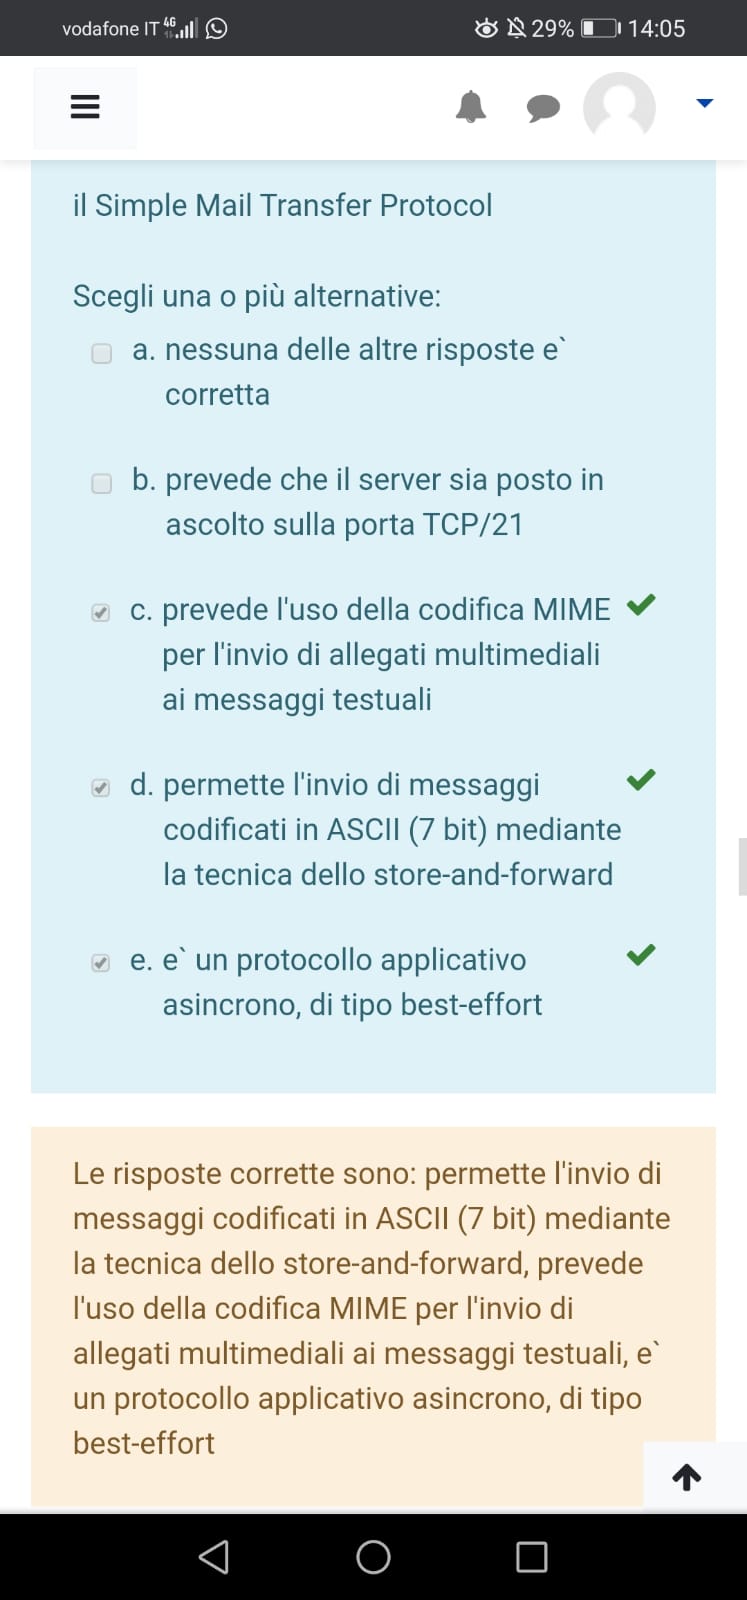 vodafone IT 4G 29% 14:05
il Simple Mail Transfer Protocol
Scegli una o più alternative:
a. nessuna delle altre risposte e`
corretta
b. prevede che il server sia posto in
ascolto sulla porta TCP/21
c. prevede l'uso della codifica MIME
per l'invio di allegati multimediali
ai messaggi testuali
d. permette l'invio di messaggi
codificati in ASCII (7 bit) mediante
la tecnica dello store-and-forward
e. e` un protocollo applicativo
asincrono, di tipo best-effort
Le risposte corrette sono: permette l'invio di
messaggi codificati in ASCII (7 bit) mediante
la tecnica dello store-and-forward, prevede
l'uso della codifica MIME per l'invio di
allegati multimediali ai messaggi testuali, e`
un protocollo applicativo asincrono, di tipo
best-effort